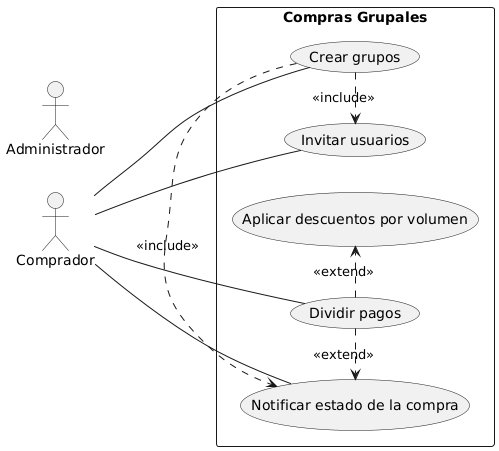 Compras Grupales
Crear grupos
«include»
Administrador
Invitar usuarios
Aplicar descuentos por volumen
«include»
Comprador
«extend»
Dividir pagos
«extend»
Notificar estado de la compra